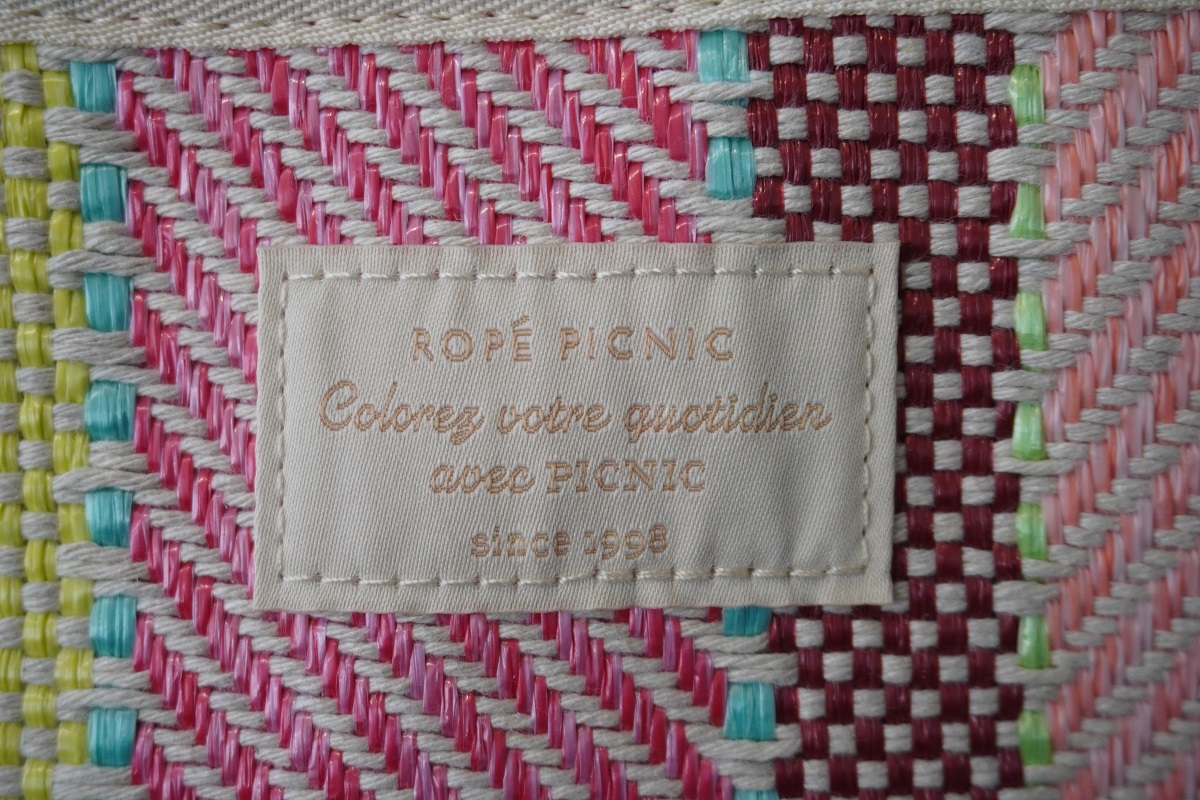 ROPÉ PICNIC
Colorez votre quotidien
avec PICNIC
since 1998